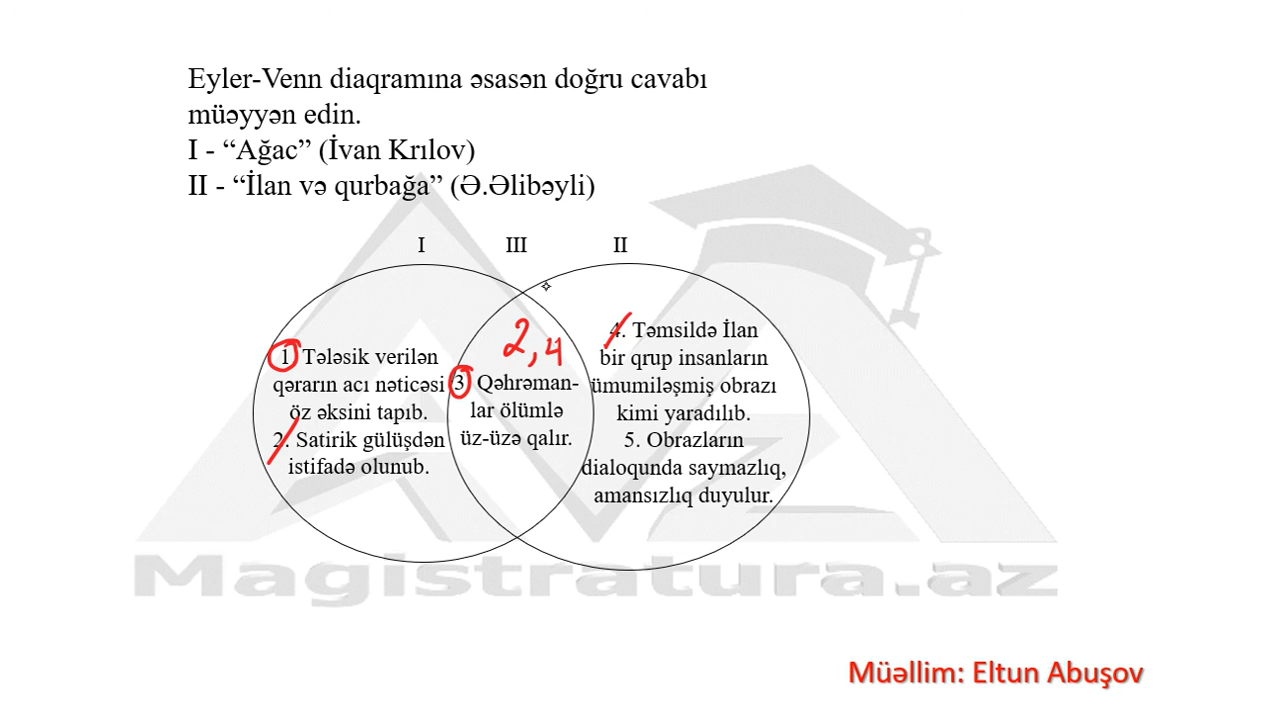 Eyler-Venn diaqramına əsasən doğru cavabı
müəyyən edin.
I - “Ağac” (İvan Krılov)
II - “İlan və qurbağa” (Ə.Əlibəyli)
I III II
1. Tələsik verilən
qərarın acı nəticəsi
öz əksini tapıb.
2. Satirik gülüşdən
istifadə olunub.
2,4
3. Qəhrəman-
lar ölümlə
üz-üzə qalır.
4. Təmsildə İlan
bir qrup insanların
ümumiləşmiş obrazı
kimi yaradılıb.
5. Obrazların
dialoqunda saymazlıq,
amansızlıq duyulur.
Magistratura.az
Müəllim: Eltun Abuşov